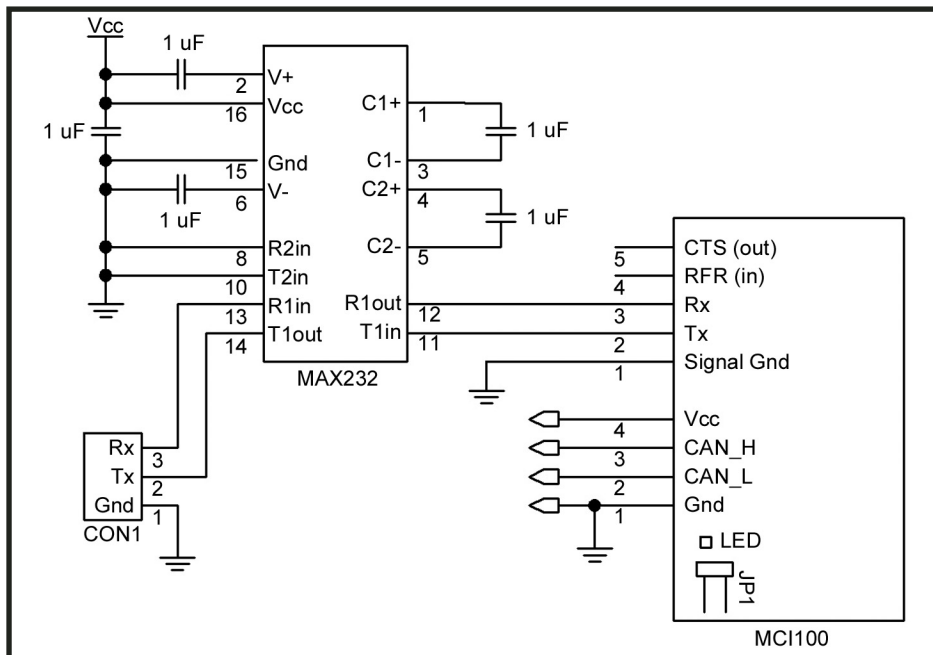 Vcc
1 uF
V+
2
Vcc
16
1 uF
Gnd
15
V-
6
1 uF
R2in
8
T2in
10
R1in
13
T1out
14
C1+
1
1 uF
C1-
3
C2+
4
1 uF
C2-
5
R1out
12
T1in
11
MAX232
CTS (out)
5
RFR (in)
4
Rx
3
Tx
2
Signal Gnd
1
Vcc
4
CAN_H
3
CAN_L
2
Gnd
1
LED
JP1
MCI100
Rx
3
Tx
2
Gnd
1
CON1